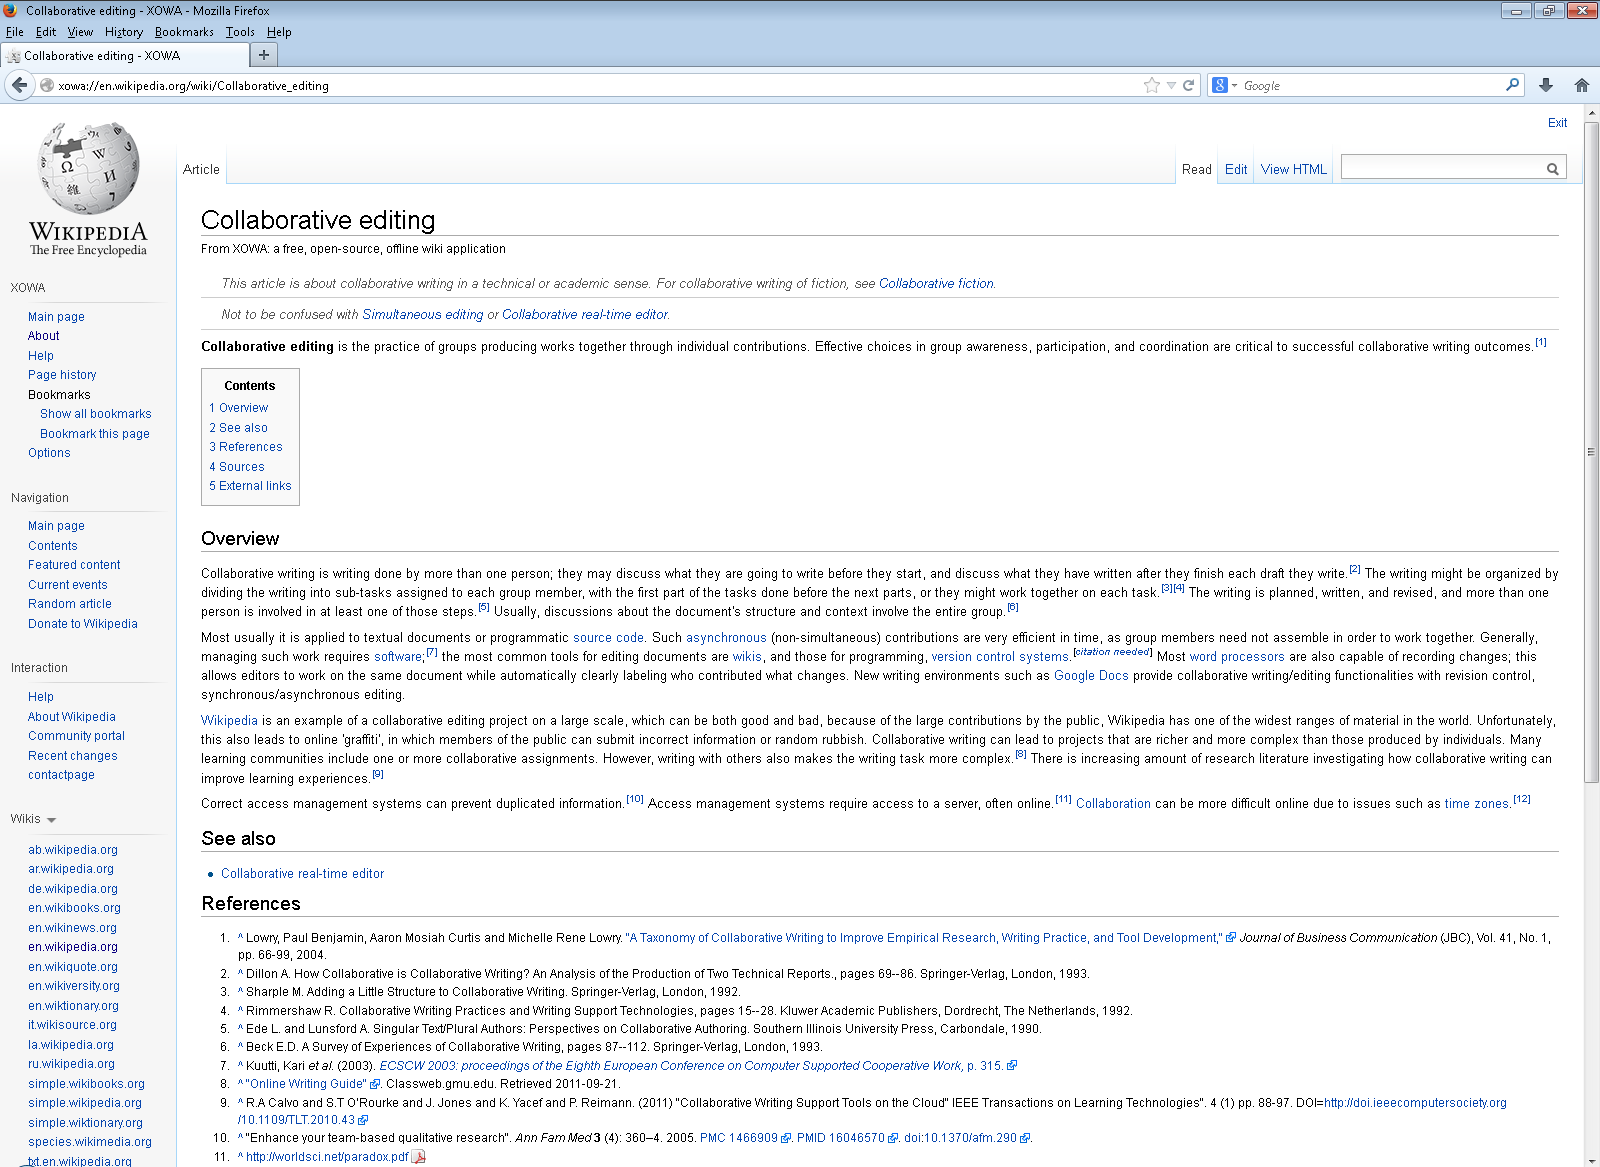 Collaborative editing - XOWA - Mozilla Firefox
File Edit View History Bookmarks Tools Help
Collaborative editing - XOWA
xowa://en.wikipedia.org/wiki/Collaborative_editing
Google
Exit
WIKIPEDIA
The Free Encyclopedia
XOWA
Main page
About
Help
Page history
Bookmarks
Show all bookmarks
Bookmark this page
Options
Navigation
Main page
Contents
Featured content
Current events
Random article
Donate to Wikipedia
Interaction
Help
About Wikipedia
Community portal
Recent changes
contactpage
Wikis
ab.wikipedia.org
ar.wikipedia.org
de.wikipedia.org
en.wikibooks.org
en.wikinews.org
en.wikipedia.org
en.wikiquote.org
en.wikiversity.org
en.wiktionary.org
it.wikisource.org
la.wikipedia.org
ru.wikipedia.org
simple.wikibooks.org
simple.wikipedia.org
simple.wiktionary.org
species.wikimedia.org
txt.en.wikipedia.org
Article
Read Edit View HTML
Collaborative editing
From XOWA: a free, open-source, offline wiki application
This article is about collaborative writing in a technical or academic sense. For collaborative writing of fiction, see Collaborative fiction.
Not to be confused with Simultaneous editing or Collaborative real-time editor.
Collaborative editing is the practice of groups producing works together through individual contributions. Effective choices in group awareness, participation, and coordination are critical to successful collaborative writing outcomes.[1]
Contents
1 Overview
2 See also
3 References
4 Sources
5 External links
Overview
Collaborative writing is writing done by more than one person; they may discuss what they are going to write before they start, and discuss what they have written after they finish each draft they write.[2] The writing might be organized by
dividing the writing into sub-tasks assigned to each group member, with the first part of the tasks done before the next parts, or they might work together on each task.[3][4] The writing is planned, written, and revised, and more than one
person is involved in at least one of those steps.[5] Usually, discussions about the document's structure and context involve the entire group.[6]
Most usually it is applied to textual documents or programmatic source code. Such asynchronous (non-simultaneous) contributions are very efficient in time, as group members need not assemble in order to work together. Generally,
managing such work requires software;[7] the most common tools for editing documents are wikis, and those for programming, version control systems.[citation needed] Most word processors are also capable of recording changes; this
allows editors to work on the same document while automatically clearly labeling who contributed what changes. New writing environments such as Google Docs provide collaborative writing/editing functionalities with revision control,
synchronous/asynchronous editing.
Wikipedia is an example of a collaborative editing project on a large scale, which can be both good and bad, because of the large contributions by the public, Wikipedia has one of the widest ranges of material in the world. Unfortunately,
this also leads to online 'graffiti', in which members of the public can submit incorrect information or random rubbish. Collaborative writing can lead to projects that are richer and more complex than those produced by individuals. Many
learning communities include one or more collaborative assignments. However, writing with others also makes the writing task more complex.[8] There is increasing amount of research literature investigating how collaborative writing can
improve learning experiences.[9]
Correct access management systems can prevent duplicated information.[10] Access management systems require access to a server, often online.[11] Collaboration can be more difficult online due to issues such as time zones.[12]
See also
• Collaborative real-time editor
References
1. ^ Lowry, Paul Benjamin, Aaron Mosiah Curtis and Michelle Rene Lowry. "A Taxonomy of Collaborative Writing to Improve Empirical Research, Writing Practice, and Tool Development," Journal of Business Communication (JBC), Vol. 41, No. 1,
pp. 66-99, 2004.
2. ^ Dillon A. How Collaborative is Collaborative Writing? An Analysis of the Production of Two Technical Reports., pages 69--86. Springer-Verlag, London, 1993.
3. ^ Sharple M. Adding a Little Structure to Collaborative Writing. Springer-Verlag, London, 1992.
4. ^ Rimmershaw R. Collaborative Writing Practices and Writing Support Technologies, pages 15--28. Kluwer Academic Publishers, Dordrecht, The Netherlands, 1992.
5. ^ Ede L. and Lunsford A. Singular Text/Plural Authors: Perspectives on Collaborative Authoring. Southern Illinois University Press, Carbondale, 1990.
6. ^ Beck E.D. A Survey of Experiences of Collaborative Writing, pages 87--112. Springer-Verlag, London, 1993.
7. ^ Kuutti, Kari et al. (2003). ECSCW 2003: proceedings of the Eighth European Conference on Computer Supported Cooperative Work, p. 315.
8. ^ "Online Writing Guide". Classweb.gmu.edu. Retrieved 2011-09-21.
9. ^ R.A Calvo and S.T O'Rourke and J. Jones and K. Yacef and P. Reimann. (2011) "Collaborative Writing Support Tools on the Cloud" IEEE Transactions on Learning Technologies". 4 (1) pp. 88-97. DOI=http://doi.ieeecomputersociety.org
/10.1109/TLT.2010.43
10. ^ "Enhance your team-based qualitative research". Ann Fam Med 3 (4): 360–4. 2005. PMC 1466909. PMID 16046570. doi:10.1370/afm.290.
11. ^ http://worldsci.net/paradox.pdf